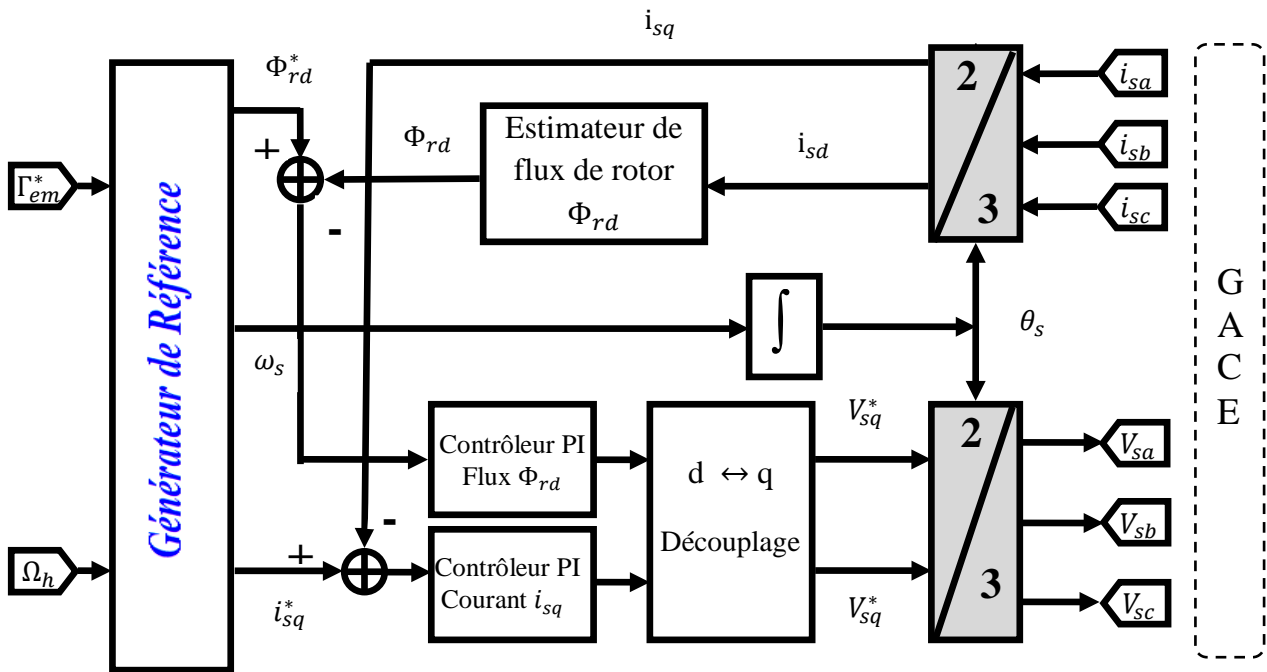 i_sq
Φ*_rd
2
i_sa
Estimateur de
flux de rotor
Φ_rd
Φ_rd
i_sd
i_sb
+
Γ*_em
3
i_sc
-
Générateur de Référence
∫
θ_s
ω_s
G
A
C
E
V*_sq
2
V_sa
Contrôleur PI
Flux Φ_rd
d ↔ q
Découplage
-
V_sb
+
Ω_h
Contrôleur PI
Courant i_sq
i*_sq
V*_sq
3
V_sc